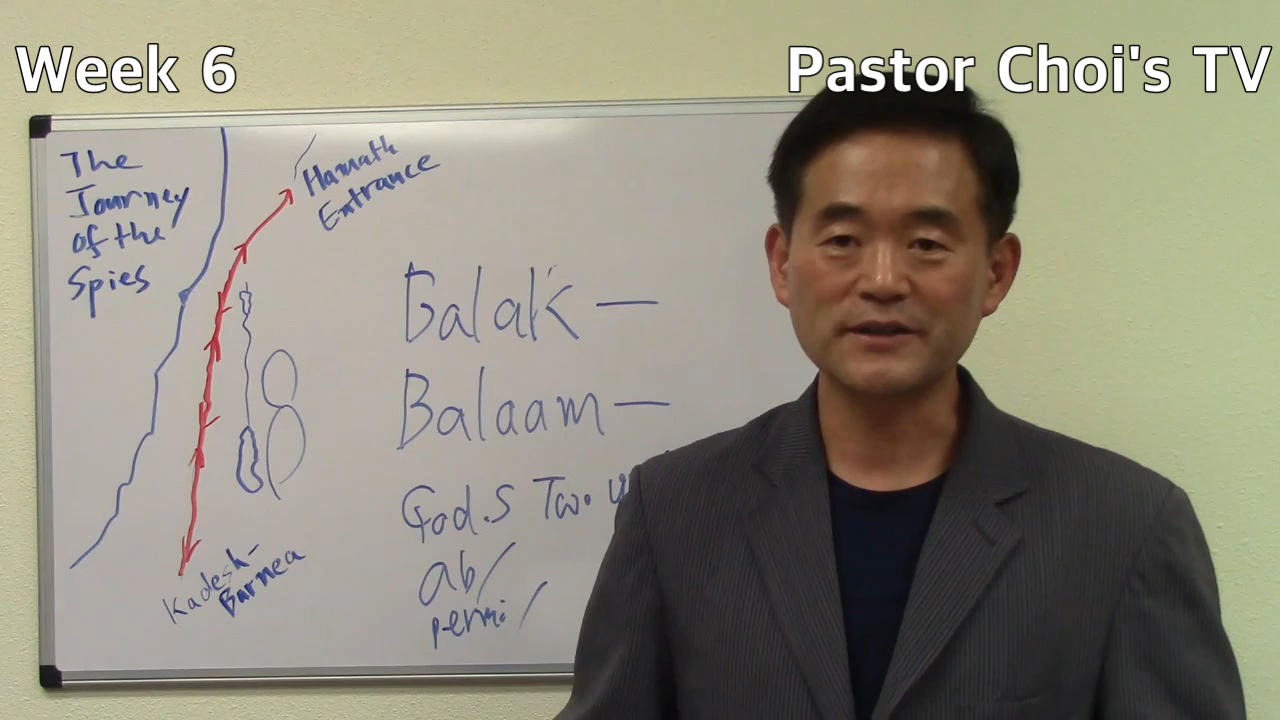 Week 6
Pastor Choi's TV
The
Journey
of the
Spies
Hamath
Entrance
Kadesh-
Barnea
Balak —
Balaam —
God.s Two
ab/
permi/